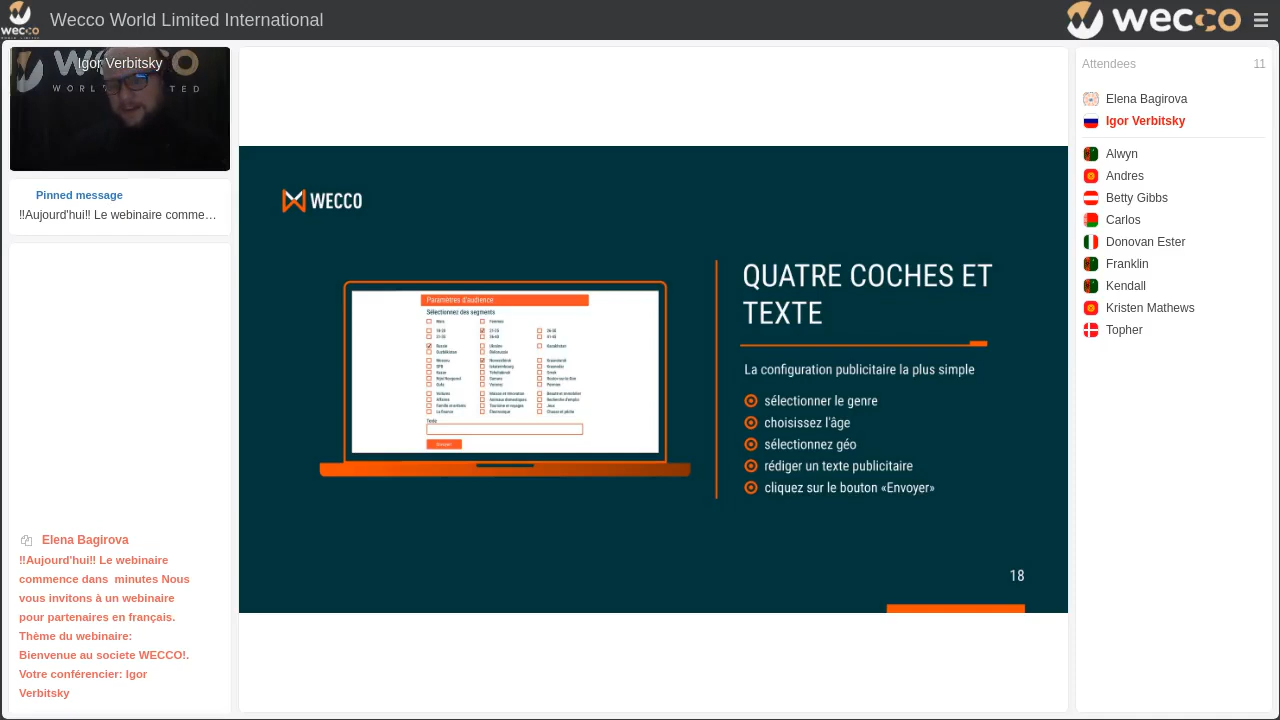 wecco
Wecco World Limited International
wecco
Igor Verbitsky
Pinned message
‼Aujourd'hui‼ Le webinaire comme…
Elena Bagirova
‼Aujourd'hui‼ Le webinaire
commence dans  minutes Nous
vous invitons à un webinaire
pour partenaires en français.
Thème du webinaire:
Bienvenue au societe WECCO!.
Votre conférencier: Igor
Verbitsky
WECCO
Paramètres d'audience
Sélectionnez des segments
Texte
Envoyer
QUATRE COCHES ET
TEXTE
La configuration publicitaire la plus simple
sélectionner le genre
choisissez l'âge
sélectionnez géo
rédiger un texte publicitaire
cliquez sur le bouton «Envoyer»
18
Attendees 11
Elena Bagirova
Igor Verbitsky
Alwyn
Andres
Betty Gibbs
Carlos
Donovan Ester
Franklin
Kendall
Kristen Mathews
Topher